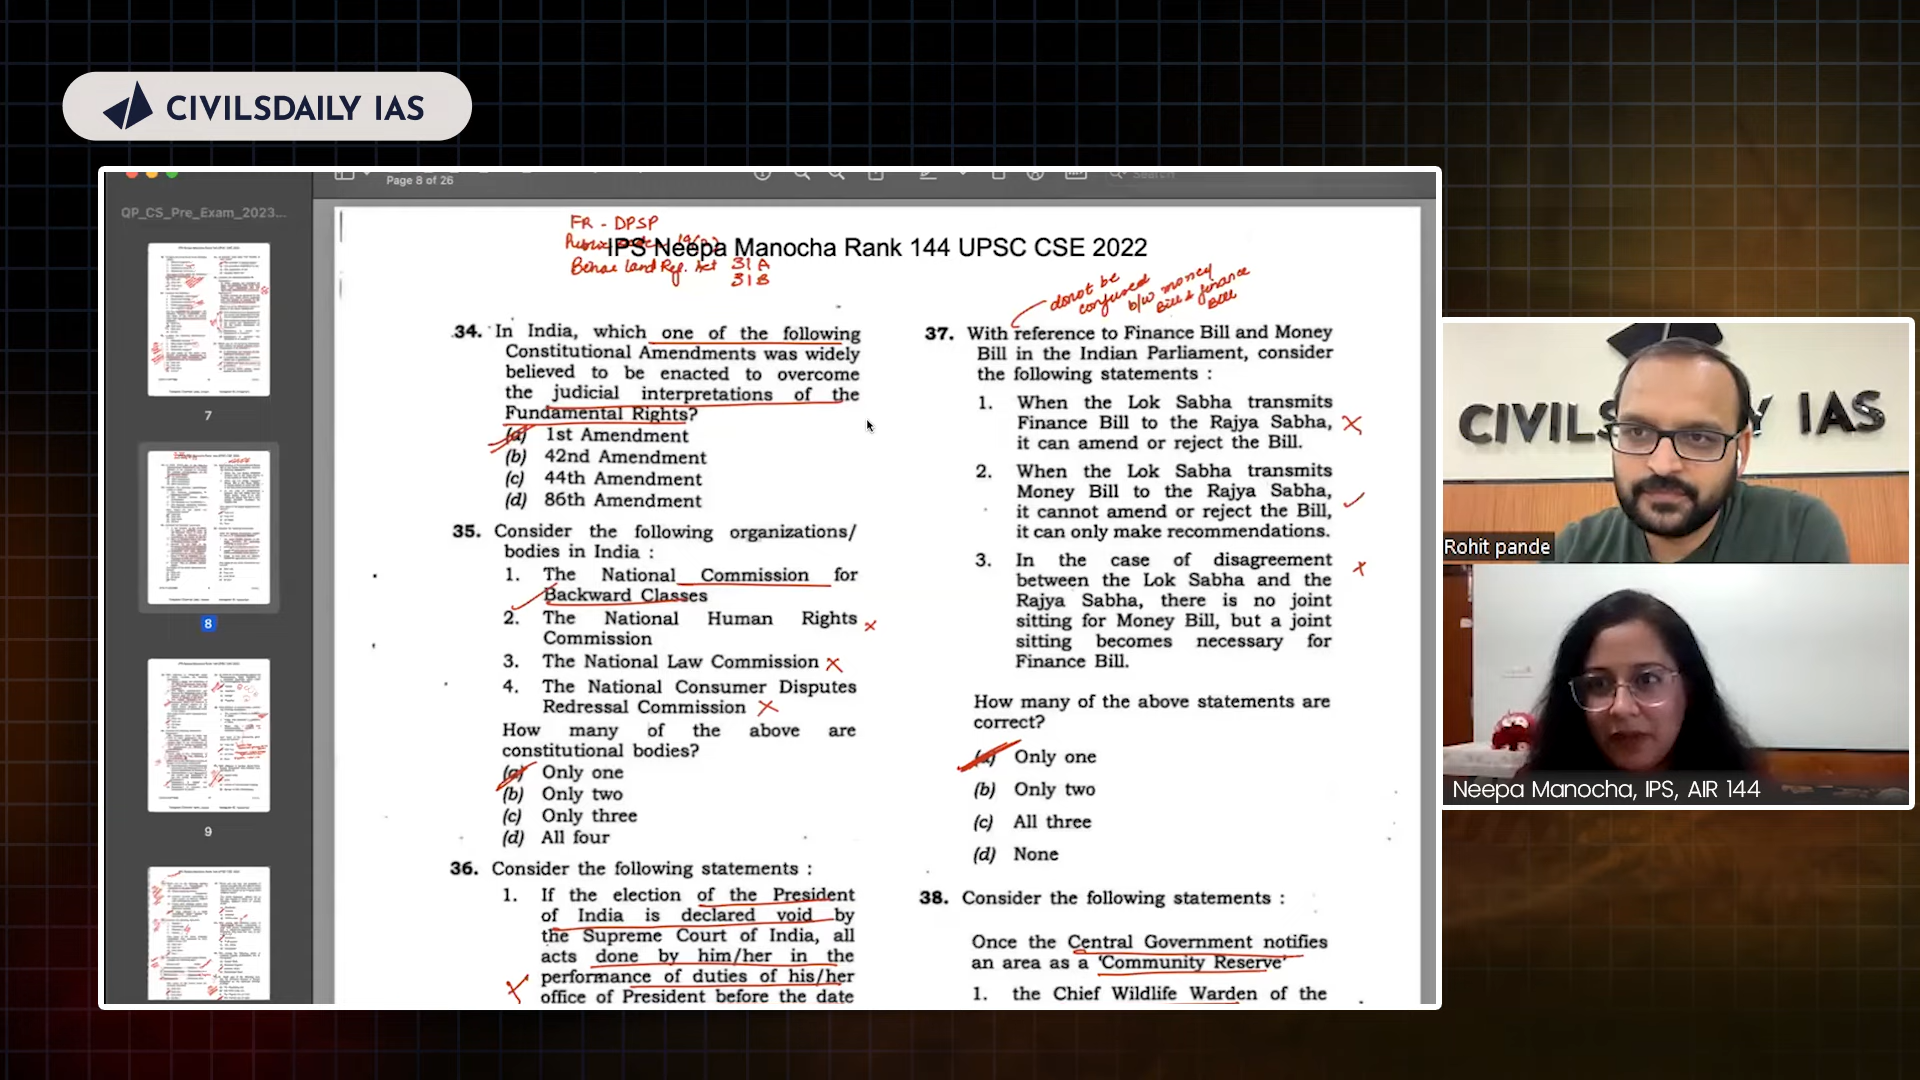 CIVILSDAILY IAS
Page 8 of 26
Search
QP_CS_Pre_Exam_2023...
7
8
9
FR - DPSP
IPS Neepa Manocha Rank 144 UPSC CSE 2022
Land Rep. Act 31A
31B
donot be
confused
b/w money
Bill & finance
Bill
34. In India, which one of the following
Constitutional Amendments was widely
believed to be enacted to overcome
the judicial interpretations of the
Fundamental Rights?
(a) 1st Amendment
(b) 42nd Amendment
(c) 44th Amendment
(d) 86th Amendment
35. Consider the following organizations/
bodies in India :
1. The National Commission for
Backward Classes
2. The National Human Rights
Commission
3. The National Law Commission
4. The National Consumer Disputes
Redressal Commission
How many of the above are
constitutional bodies?
(a) Only one
(b) Only two
(c) Only three
(d) All four
36. Consider the following statements :
1. If the election of the President
of India is declared void by
the Supreme Court of India, all
acts done by him/her in the
performance of duties of his/her
office of President before the date
37. With reference to Finance Bill and Money
Bill in the Indian Parliament, consider
the following statements :
1. When the Lok Sabha transmits
Finance Bill to the Rajya Sabha,
it can amend or reject the Bill.
2. When the Lok Sabha transmits
Money Bill to the Rajya Sabha,
it cannot amend or reject the Bill,
it can only make recommendations.
3. In the case of disagreement
between the Lok Sabha and the
Rajya Sabha, there is no joint
sitting for Money Bill, but a joint
sitting becomes necessary for
Finance Bill.
How many of the above statements are
correct?
(a) Only one
(b) Only two
(c) All three
(d) None
38. Consider the following statements :
Once the Central Government notifies
an area as a 'Community Reserve'
1. the Chief Wildlife Warden of the
CIVILSDAILY IAS
Rohit pande
Neepa Manocha, IPS, AIR 144